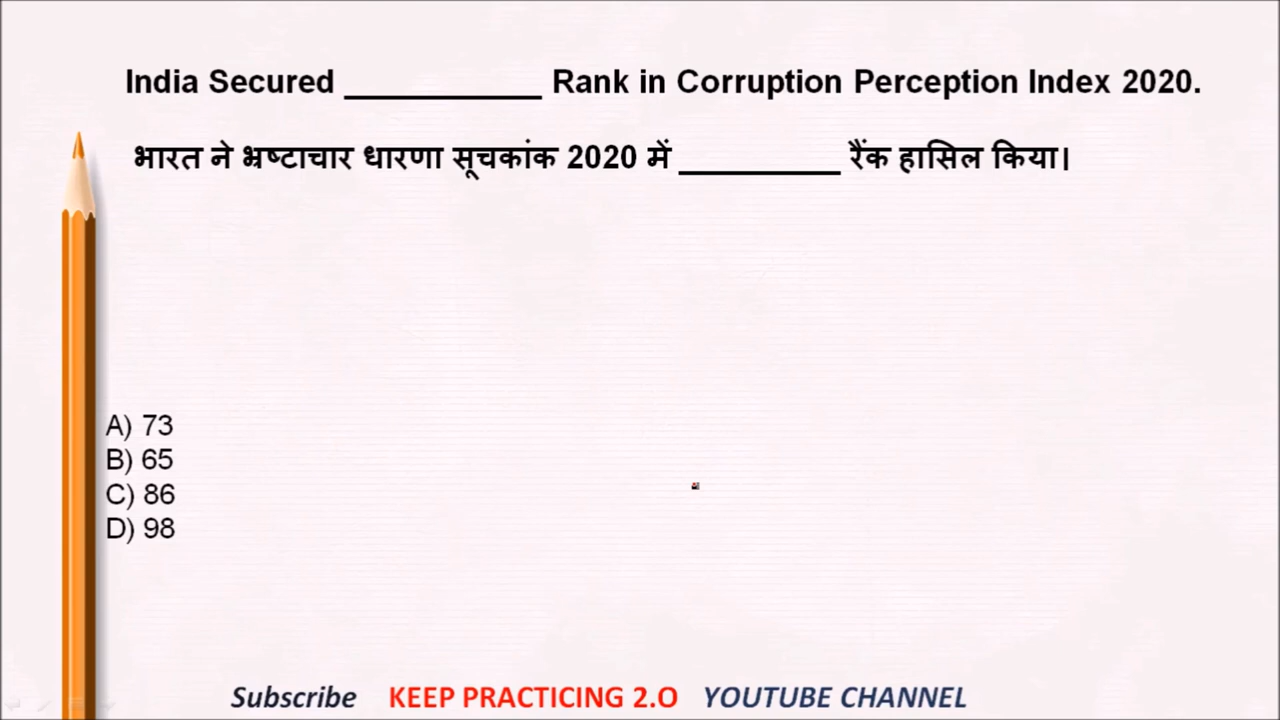 India Secured ___________ Rank in Corruption Perception Index 2020.
भारत ने भ्रष्टाचार धारणा सूचकांक 2020 में _________ रैंक हासिल किया।
A) 73
B) 65
C) 86
D) 98
Subscribe KEEP PRACTICING 2.O YOUTUBE CHANNEL